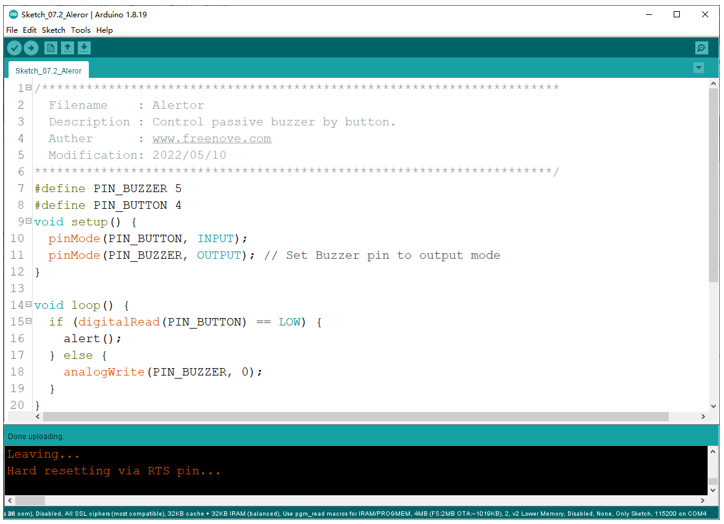 Sketch_07.2_Aleror | Arduino 1.8.19
File Edit Sketch Tools Help
Sketch_07.2_Aleror
1 /**********************************************************************
2 Filename : Alertor
3 Description : Control passive buzzer by button.
4 Auther : www.freenove.com
5 Modification: 2022/05/10
6 **********************************************************************/
7 #define PIN_BUZZER 5
8 #define PIN_BUTTON 4
9 void setup() {
10 pinMode(PIN_BUTTON, INPUT);
11 pinMode(PIN_BUZZER, OUTPUT); // Set Buzzer pin to output mode
12 }
13
14 void loop() {
15 if (digitalRead(PIN_BUTTON) == LOW) {
16 alert();
17 } else {
18 analogWrite(PIN_BUZZER, 0);
19 }
20 }
Done uploading.
Leaving...
Hard resetting via RTS pin...
oom), Disabled, All SSL ciphers (most compatible), 32KB cache + 32KB IRAM (balanced), Use pgm_read macros for IRAM/PROGMEM, 4MB (FS:2MB OTA:~1019KB), 2, v2 Lower Memory, Disabled, None, Only Sketch, 115200 on COM4